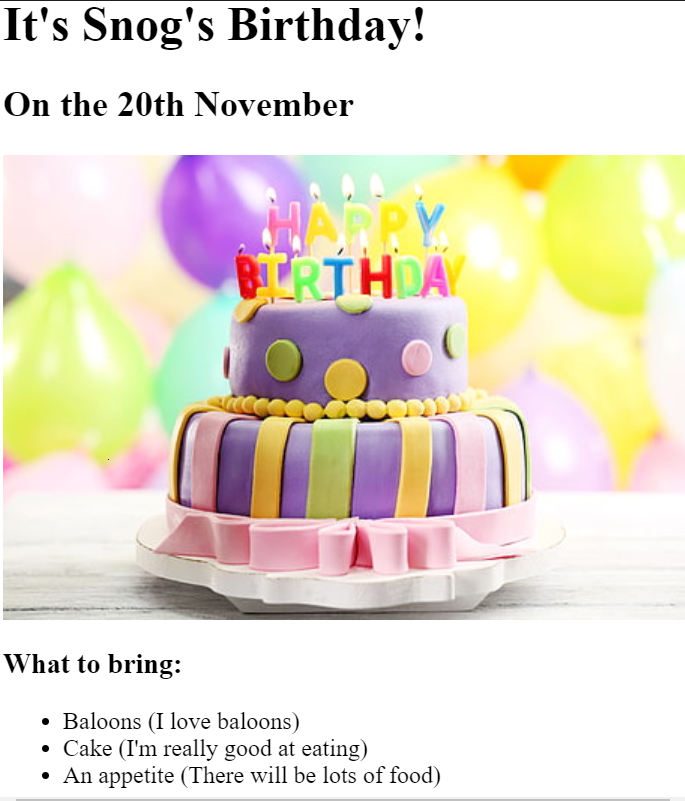 It's Snog's Birthday!
On the 20th November
HAPPY
BIRTHDAY
What to bring:
Baloons (I love baloons)
Cake (I'm really good at eating)
An appetite (There will be lots of food)